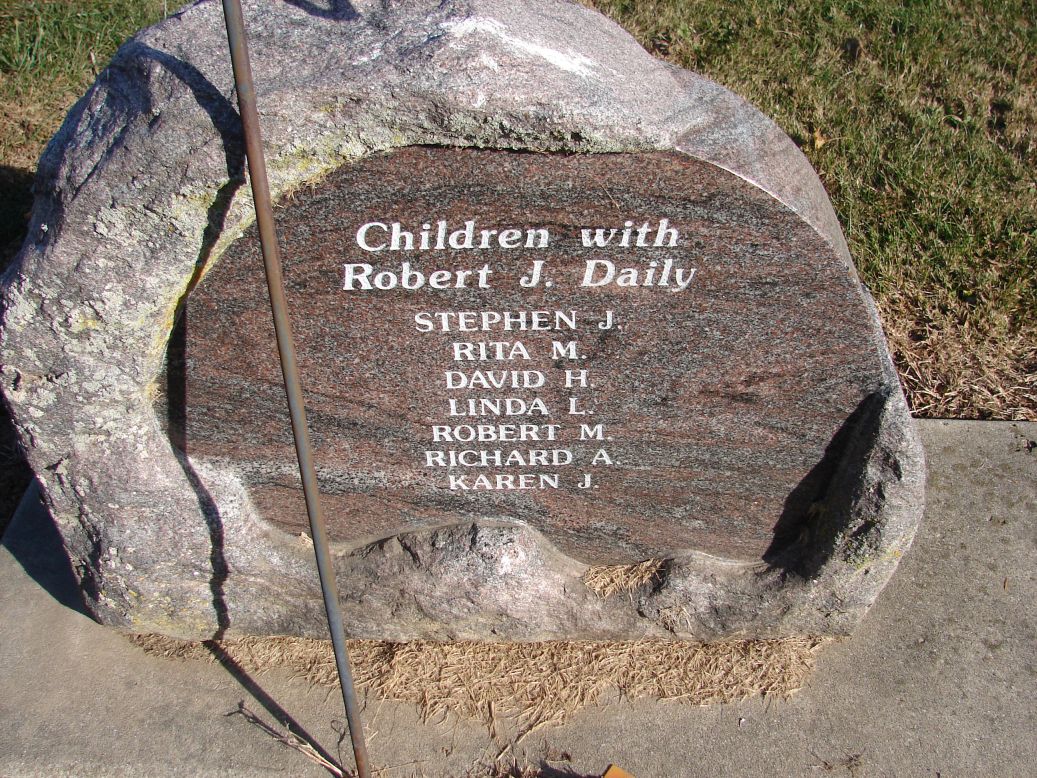 Children with
Robert J. Daily
STEPHEN J.
RITA M.
DAVID H.
LINDA L.
ROBERT M.
RICHARD A.
KAREN J.